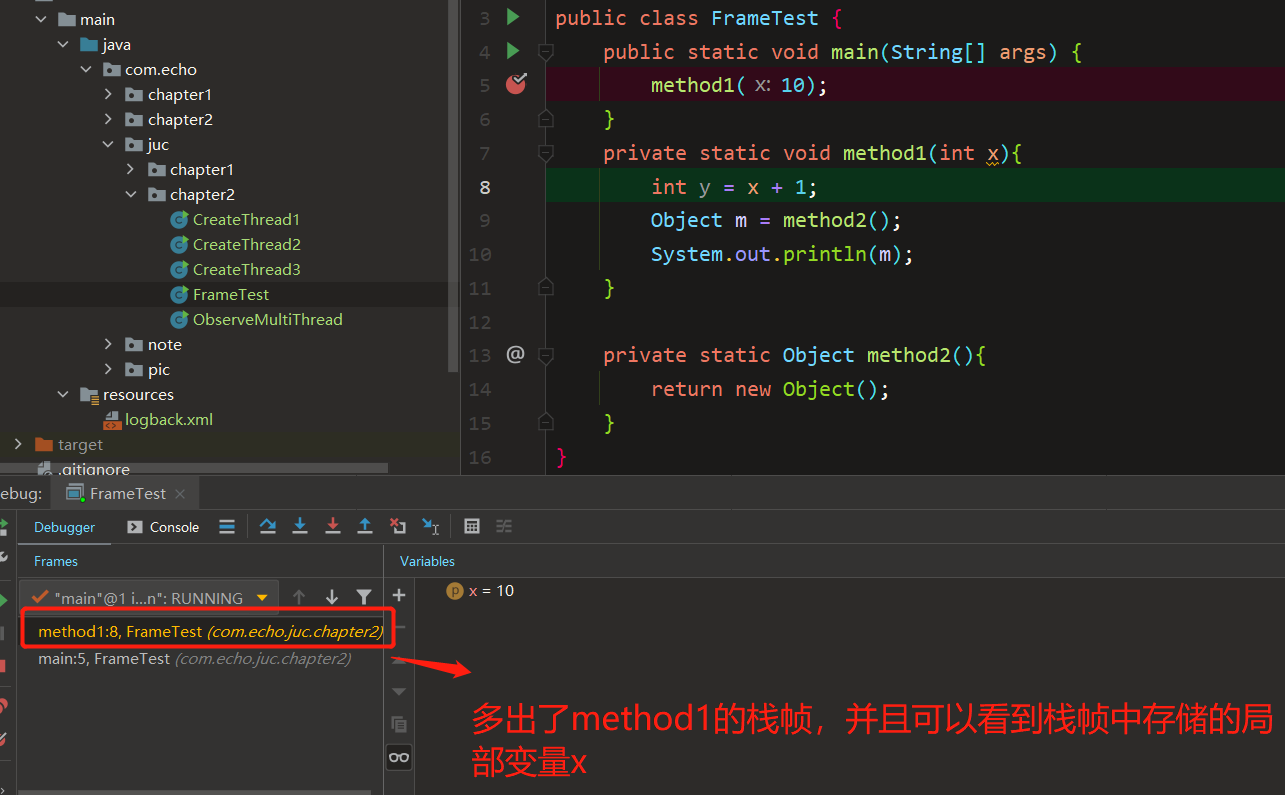 main
java
com.echo
chapter1
chapter2
juc
chapter1
chapter2
CreateThread1
CreateThread2
CreateThread3
FrameTest
ObserveMultiThread
note
pic
resources
logback.xml
target
.gitignore
3 public class FrameTest {
4 public static void main(String[] args) {
5 method1( x: 10);
6 }
7 private static void method1(int x){
8 int y = x + 1;
9 Object m = method2();
10 System.out.println(m);
11 }
12
13 @ private static Object method2(){
14 return new Object();
15 }
16 }
ebug: FrameTest
Debugger Console
Frames
Variables
"main"@1 i...n": RUNNING
method1:8, FrameTest (com.echo.juc.chapter2)
main:5, FrameTest (com.echo.juc.chapter2)
p x = 10
多出了method1的栈帧，并且可以看到栈帧中存储的局
部变量x